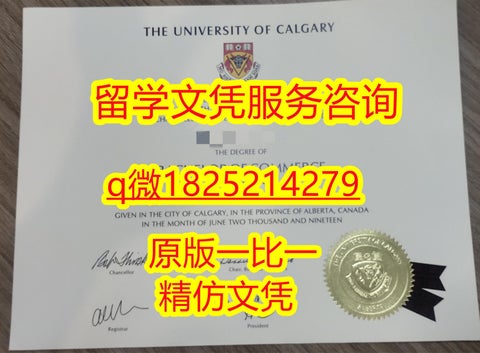 THE UNIVERSITY OF CALGARY
留学文凭服务咨询
THE DEGREE OF
BACHELOR OF COMMERCE
q微1825214279
GIVEN IN THE CITY OF CALGARY, IN THE PROVINCE OF ALBERTA, CANADA
IN THE MONTH OF JUNE TWO THOUSAND AND NINETEEN
原版一比一
Chancellor
精仿文凭
Registrar
President